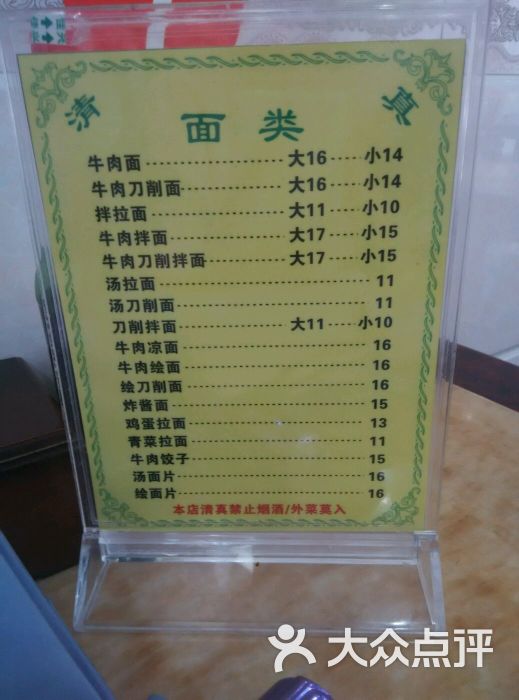 清 真
面类
牛肉面 大16 小14
牛肉刀削面 大16 小14
拌拉面 大11 小10
牛肉拌面 大17 小15
牛肉刀削拌面 大17 小15
汤拉面 11
汤刀削面 11
刀削拌面 大11 小10
牛肉凉面 16
牛肉绘面 16
绘刀削面 16
炸酱面 15
鸡蛋拉面 13
青菜拉面 11
牛肉饺子 15
汤面片 16
绘面片 16
本店清真禁止烟酒/外菜莫入
大众点评